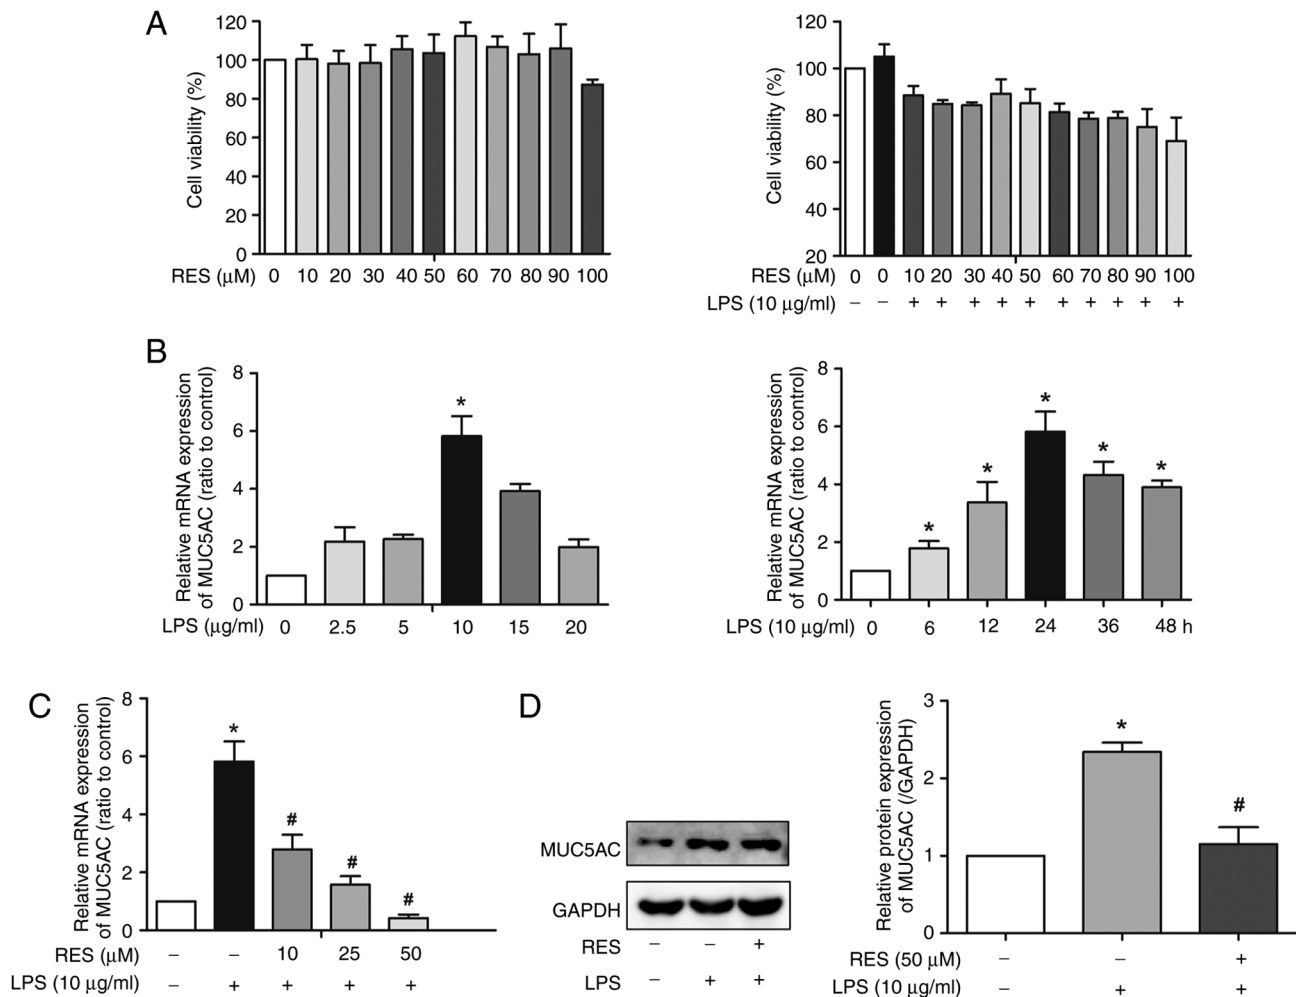 A
Cell viability (%)
120
100
80
60
40
20
0
RES (µM) 0 10 20 30 40 50 60 70 80 90 100
Cell viability (%)
120
100
80
60
40
20
RES (µM) 0 0 10 20 30 40 50 60 70 80 90 100
LPS (10 µg/ml) – – + + + + + + + + + +
B
Relative mRNA expression
of MUC5AC (ratio to control)
8
6
4
2
0
*
LPS (µg/ml) 0 2.5 5 10 15 20
Relative mRNA expression
of MUC5AC (ratio to control)
8
6
4
2
0
* * * * *
LPS (10 µg/ml) 0 6 12 24 36 48 h
C
Relative mRNA expression
of MUC5AC (ratio to control)
8
6
4
2
0
* # # #
RES (µM) – – 10 25 50
LPS (10 µg/ml) – + + + +
D
MUC5AC
GAPDH
RES – – +
LPS – + +
Relative protein expression
of MUC5AC (/GAPDH)
3
2
1
0
* #
RES (50 µM) – – +
LPS (10 µg/ml) – + +